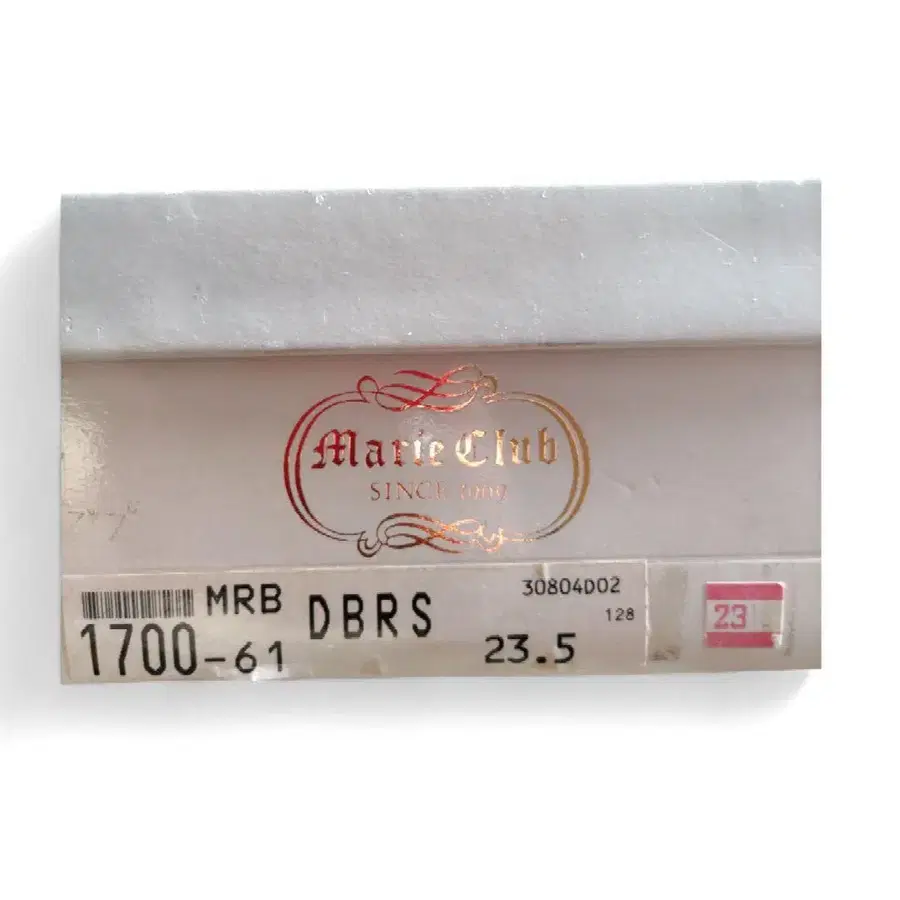 Marie Club
SINCE
MRB
1700-61
DBRS
30804D02
128
23.5
23